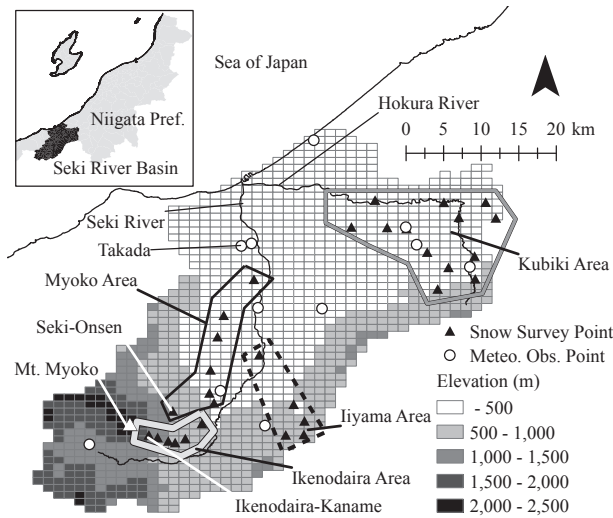 Sea of Japan
Niigata Pref.
Seki River Basin
Hokura River
0 5 10 15 20 km
Seki River
Takada
Kubiki Area
Myoko Area
Seki-Onsen
Mt. Myoko
Snow Survey Point
Meteo. Obs. Point
Elevation (m)
- 500
500 - 1,000
1,000 - 1,500
1,500 - 2,000
2,000 - 2,500
Iiyama Area
Ikenodaira Area
Ikenodaira-Kaname